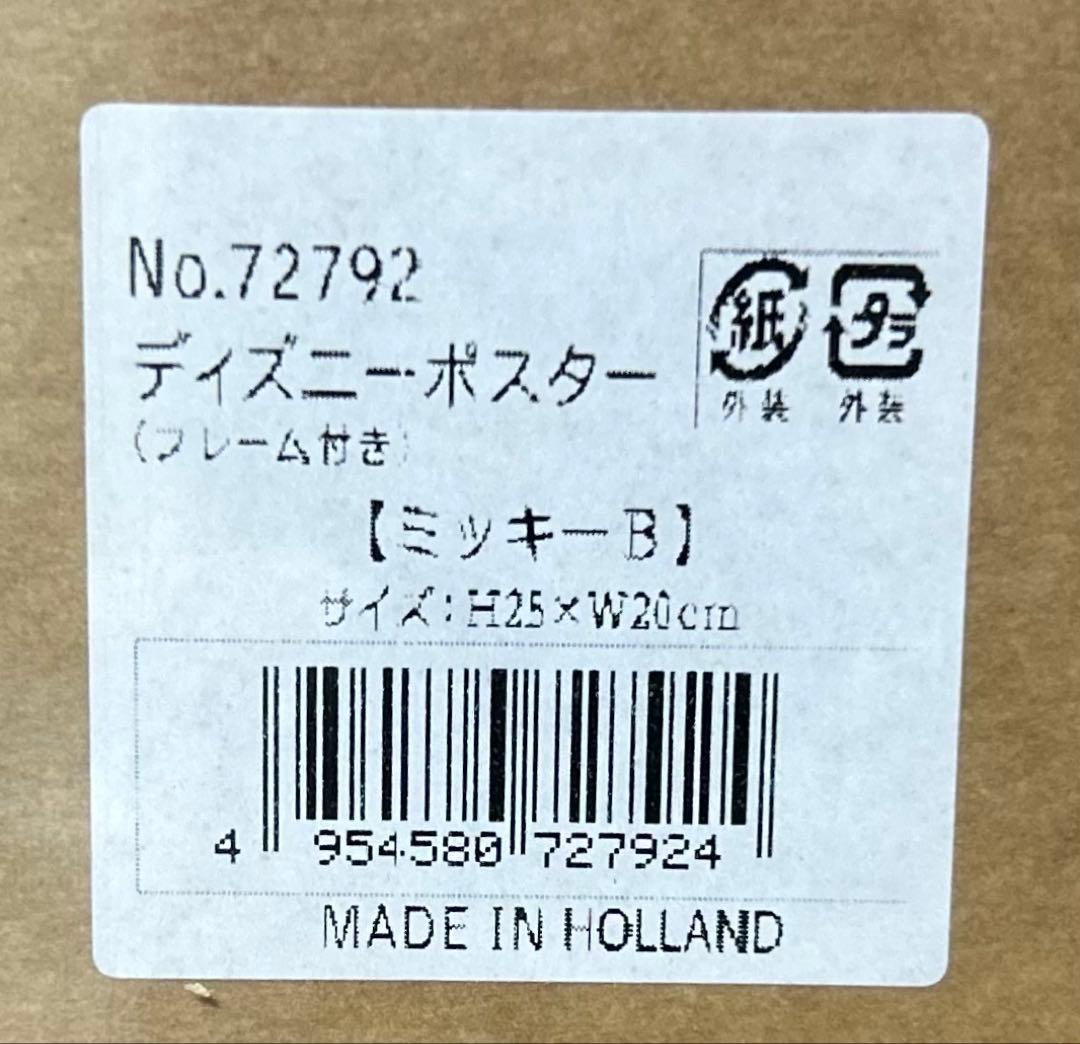 No.72792
ディズニーポスター
(フレーム付き)
紙 プラ
外装 外装
【ミッキーB】
サイズ:H25×W20cm
4 954580 727924
MADE IN HOLLAND